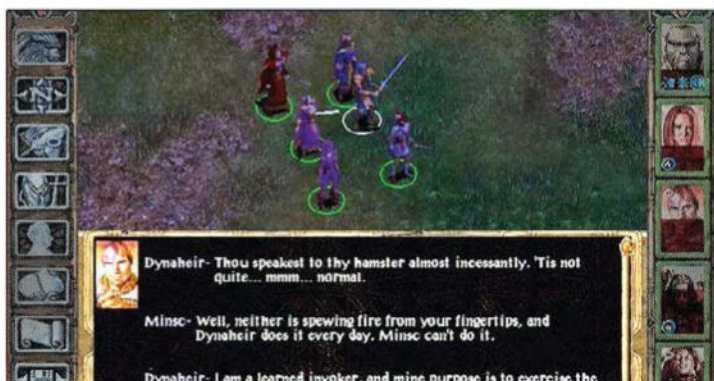 Dynaheir- Thou speakest to thy hamster almost incessantly. 'Tis not
quite... mmm... normal.
Minsc- Well, neither is spewing fire from your fingertips, and
Dynaheir does it every day. Minsc can't do it.
Dynaheir- I am a learned invoker, and mine purpose is to exercise the